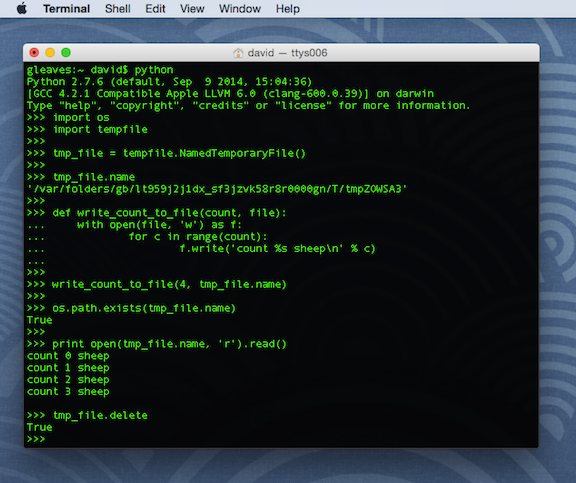 Terminal Shell Edit View Window Help
david — ttys006
gleaves:~ david$ python
Python 2.7.6 (default, Sep  9 2014, 15:04:36)
[GCC 4.2.1 Compatible Apple LLVM 6.0 (clang-600.0.39)] on darwin
Type "help", "copyright", "credits" or "license" for more information.
>>> import os
>>> import tempfile
>>>
>>> tmp_file = tempfile.NamedTemporaryFile()
>>>
>>> tmp_file.name
'/var/folders/gb/lt959j2j1dx_sf3jzvk58r8r0000gn/T/tmpZOWSA3'
>>>
>>> def write_count_to_file(count, file):
...     with open(file, 'w') as f:
...             for c in range(count):
...                     f.write('count %s sheep\n' % c)
...
>>>
>>> write_count_to_file(4, tmp_file.name)
>>>
>>> os.path.exists(tmp_file.name)
True
>>>
>>> print open(tmp_file.name, 'r').read()
count 0 sheep
count 1 sheep
count 2 sheep
count 3 sheep

>>> tmp_file.delete
True
>>>